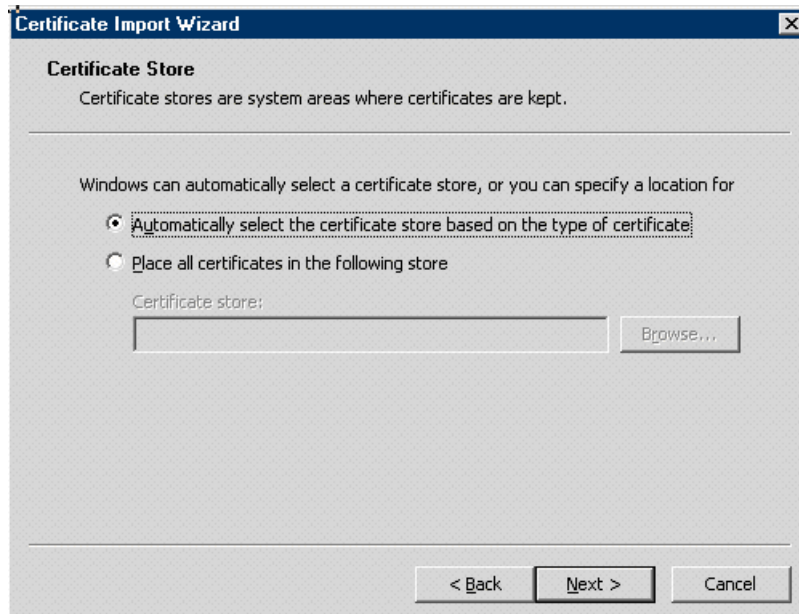 Certificate Import Wizard
Certificate Store
Certificate stores are system areas where certificates are kept.
Windows can automatically select a certificate store, or you can specify a location for
Automatically select the certificate store based on the type of certificate
Place all certificates in the following store
Certificate store:
Browse...
< Back
Next >
Cancel